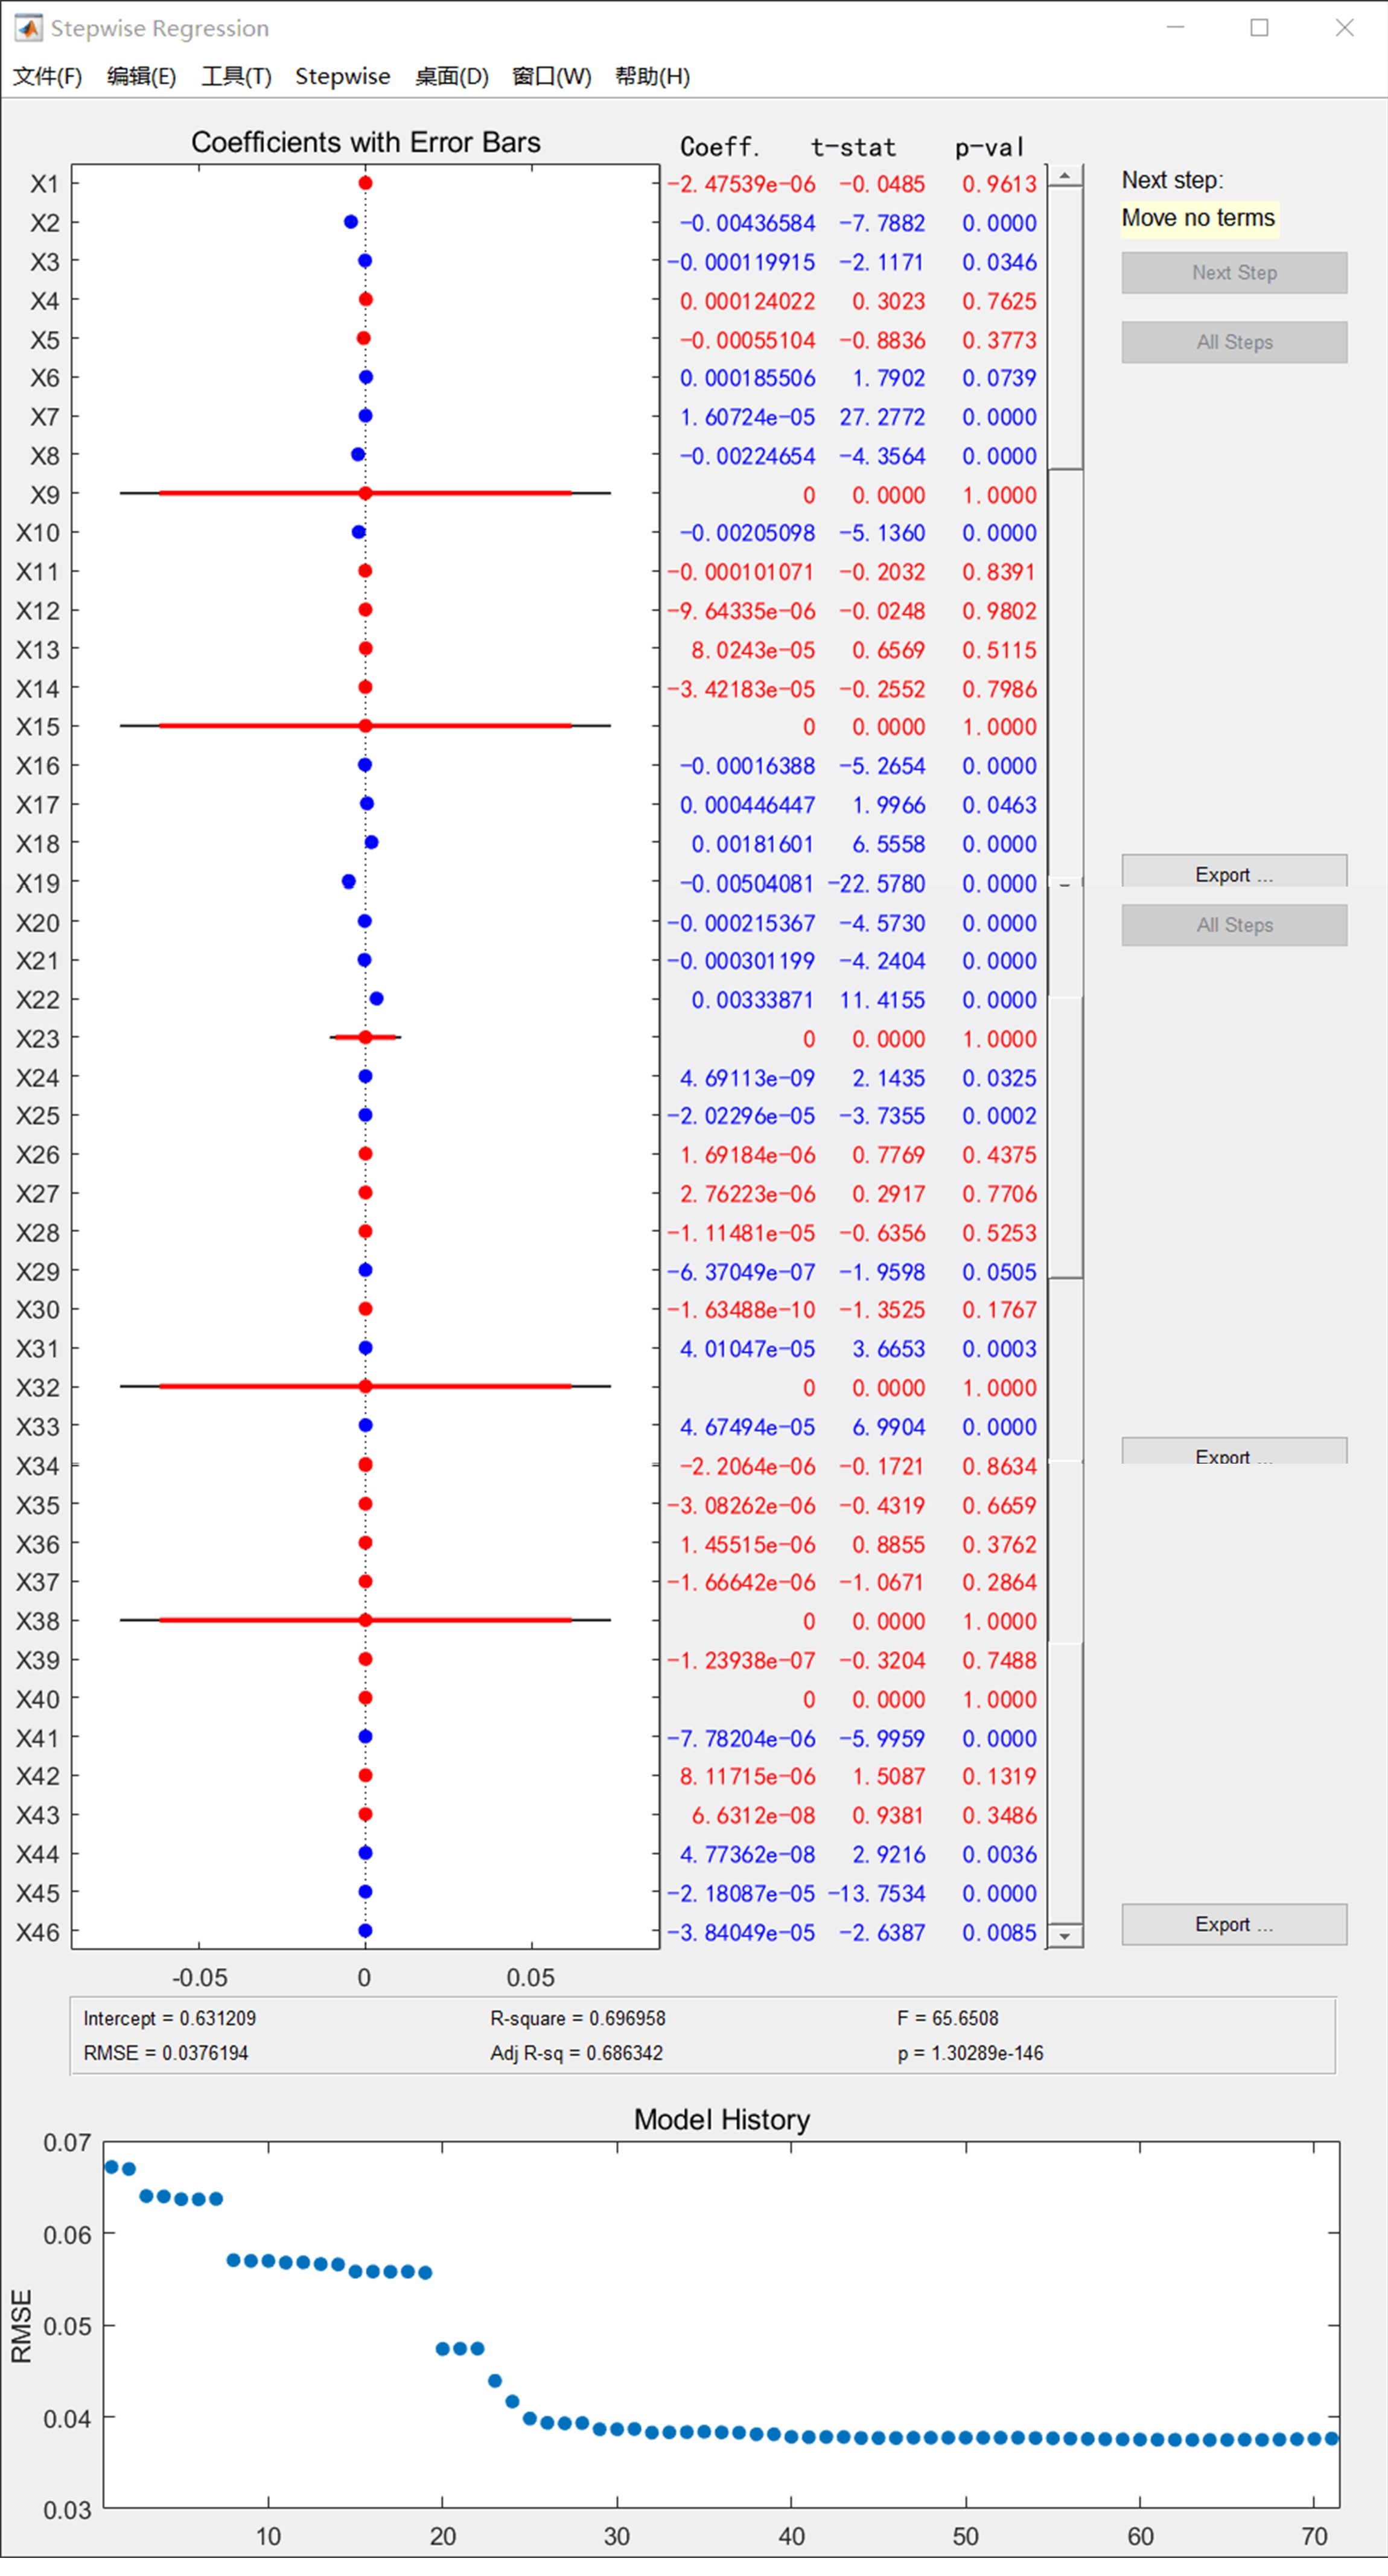 Stepwise Regression
文件(F) 编辑(E) 工具(T) Stepwise 桌面(D) 窗口(W) 帮助(H)
Coefficients with Error Bars Coeff. t-stat p-val
Next step:
X1 -2.47539e-06 -0.0485 0.9613
Move no terms
X2 -0.00436584 -7.7882 0.0000
X3 -0.000119915 -2.1171 0.0346
Next Step
X4 0.000124022 0.3023 0.7625
X5 -0.00055104 -0.8836 0.3773
All Steps
X6 0.000185506 1.7902 0.0739
X7 1.60724e-05 27.2772 0.0000
X8 -0.00224654 -4.3564 0.0000
X9 0 0.0000 1.0000
X10 -0.00205098 -5.1360 0.0000
X11 -0.000101071 -0.2032 0.8391
X12 -9.64335e-06 -0.0248 0.9802
X13 8.0243e-05 0.6569 0.5115
X14 -3.42183e-05 -0.2552 0.7986
X15 0 0.0000 1.0000
X16 -0.00016388 -5.2654 0.0000
X17 0.000446447 1.9966 0.0463
X18 0.00181601 6.5558 0.0000
X19 -0.00504081 -22.5780 0.0000 Export ...
X20 -0.000215367 -4.5730 0.0000 All Steps
X21 -0.000301199 -4.2404 0.0000
X22 0.00333871 11.4155 0.0000
X23 0 0.0000 1.0000
X24 4.69113e-09 2.1435 0.0325
X25 -2.02296e-05 -3.7355 0.0002
X26 1.69184e-06 0.7769 0.4375
X27 2.76223e-06 0.2917 0.7706
X28 -1.11481e-05 -0.6356 0.5253
X29 -6.37049e-07 -1.9598 0.0505
X30 -1.63488e-10 -1.3525 0.1767
X31 4.01047e-05 3.6653 0.0003
X32 0 0.0000 1.0000
X33 4.67494e-05 6.9904 0.0000
X34 -2.2064e-06 -0.1721 0.8634 Export ...
X35 -3.08262e-06 -0.4319 0.6659
X36 1.45515e-06 0.8855 0.3762
X37 -1.66642e-06 -1.0671 0.2864
X38 0 0.0000 1.0000
X39 -1.23938e-07 -0.3204 0.7488
X40 0 0.0000 1.0000
X41 -7.78204e-06 -5.9959 0.0000
X42 8.11715e-06 1.5087 0.1319
X43 6.6312e-08 0.9381 0.3486
X44 4.77362e-08 2.9216 0.0036
X45 -2.18087e-05 -13.7534 0.0000
X46 -3.84049e-05 -2.6387 0.0085 Export ...
-0.05 0 0.05
Intercept = 0.631209 R-square = 0.696958 F = 65.6508
RMSE = 0.0376194 Adj R-sq = 0.686342 p = 1.30289e-146
Model History
0.07
0.06
0.05
0.04
0.03
RMSE
10 20 30 40 50 60 70